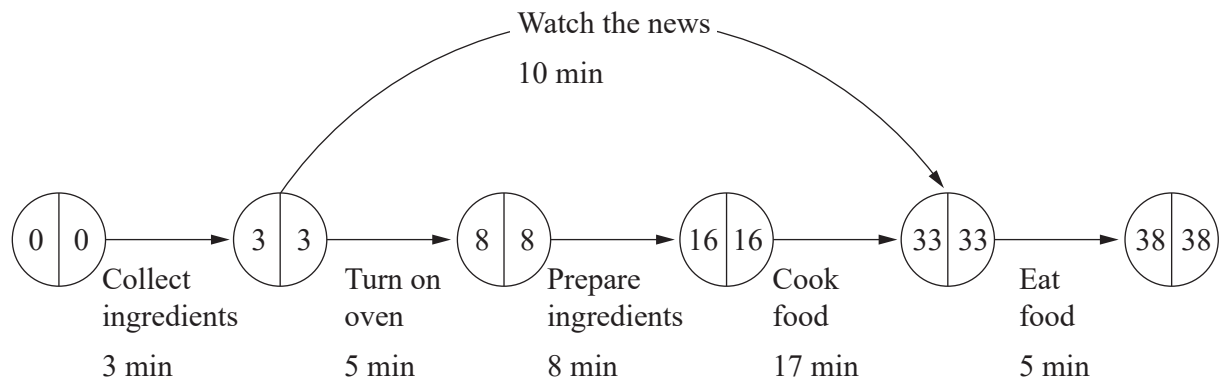 Watch the news
10 min
0 0
3 3
8 8
16 16
33 33
38 38
Collect
ingredients
3 min
Turn on
oven
5 min
Prepare
ingredients
8 min
Cook
food
17 min
Eat
food
5 min